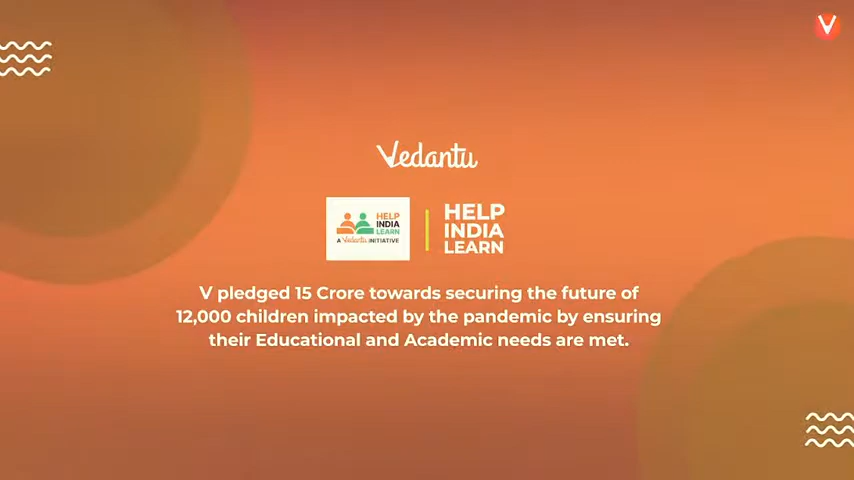 V
Vedantu
HELP
INDIA
LEARN
A Vedantu INITIATIVE
HELP
INDIA
LEARN
V pledged 15 Crore towards securing the future of
12,000 children impacted by the pandemic by ensuring
their Educational and Academic needs are met.